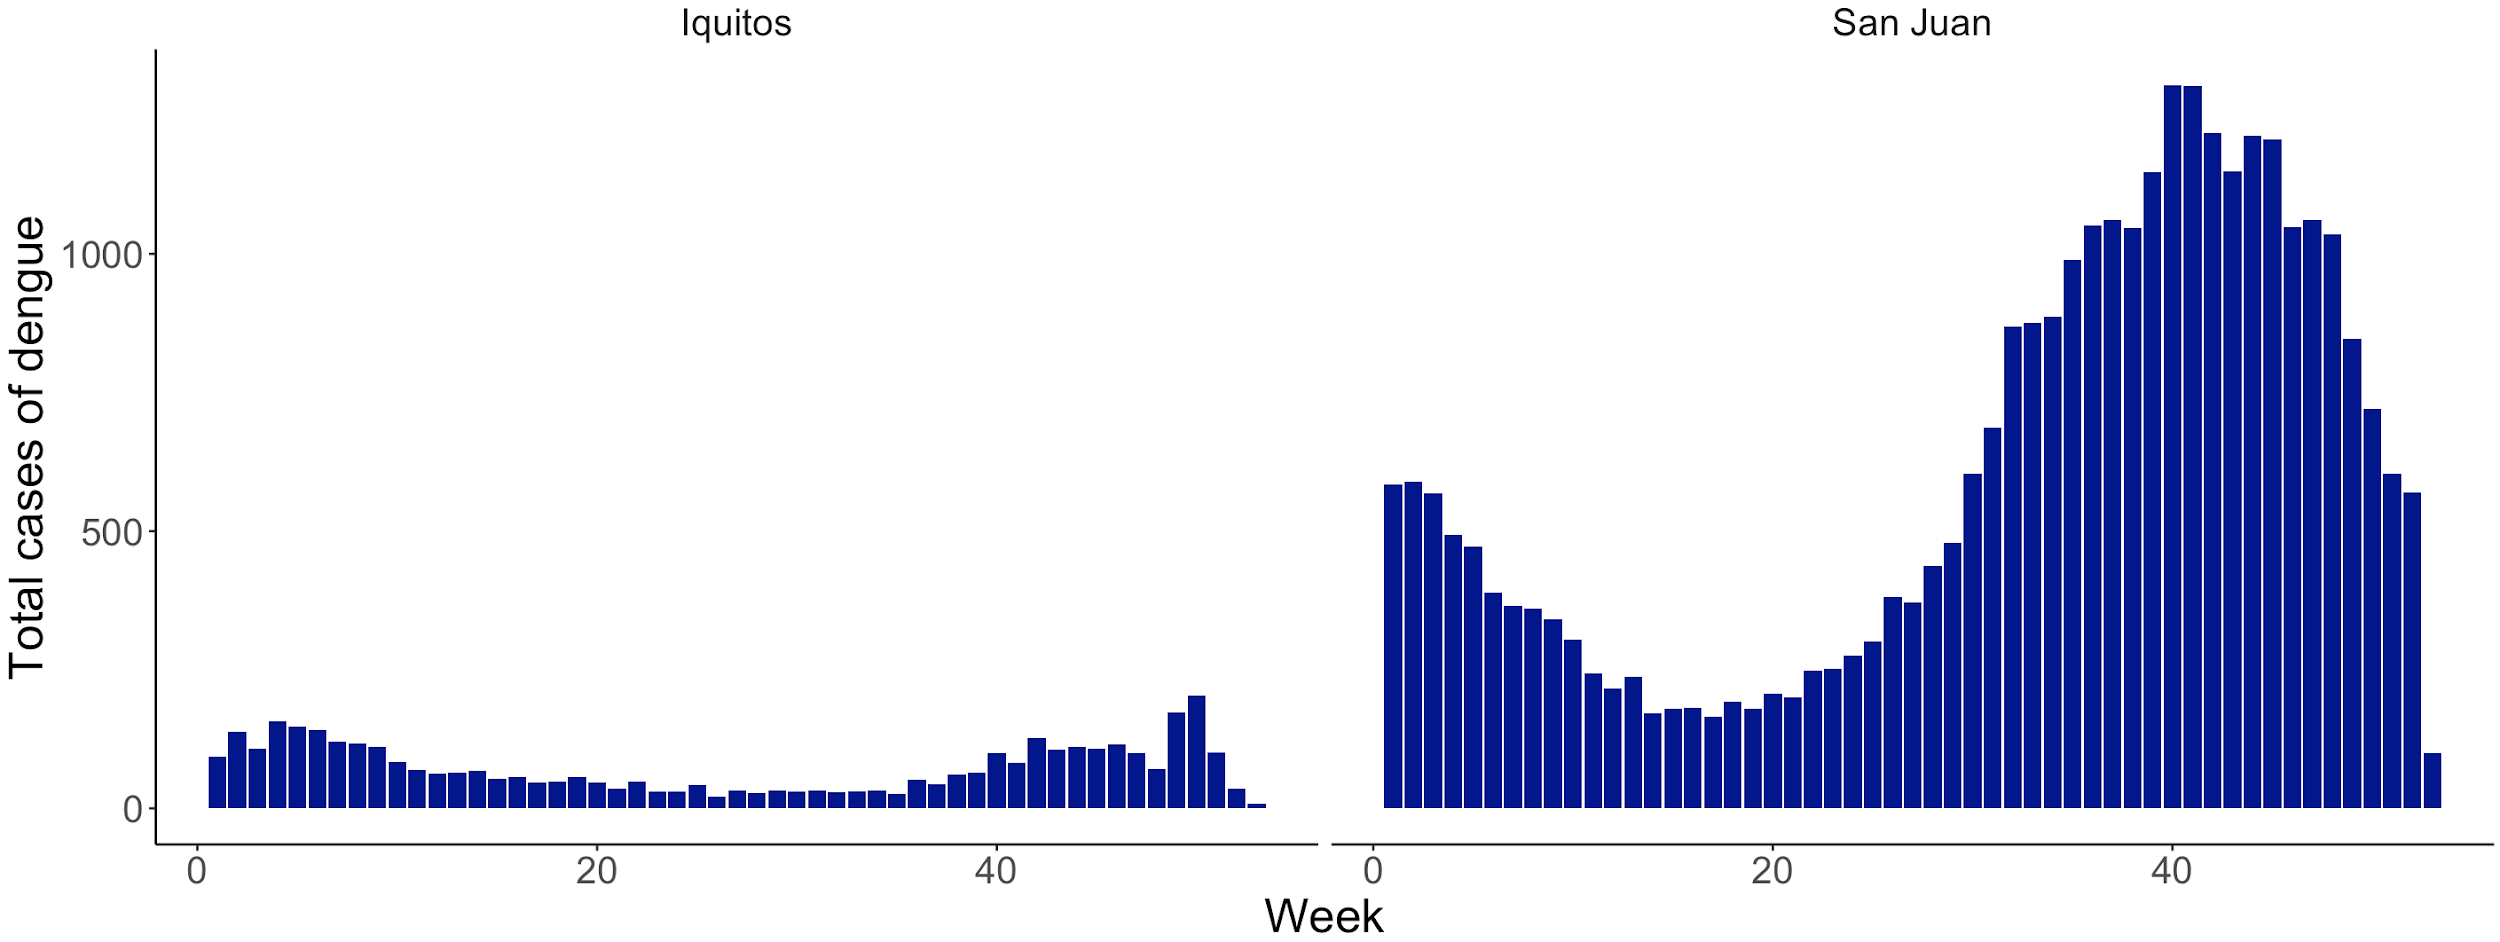 Iquitos
San Juan
Total cases of dengue
1000
500
0
0 20 40
0 20 40
Week